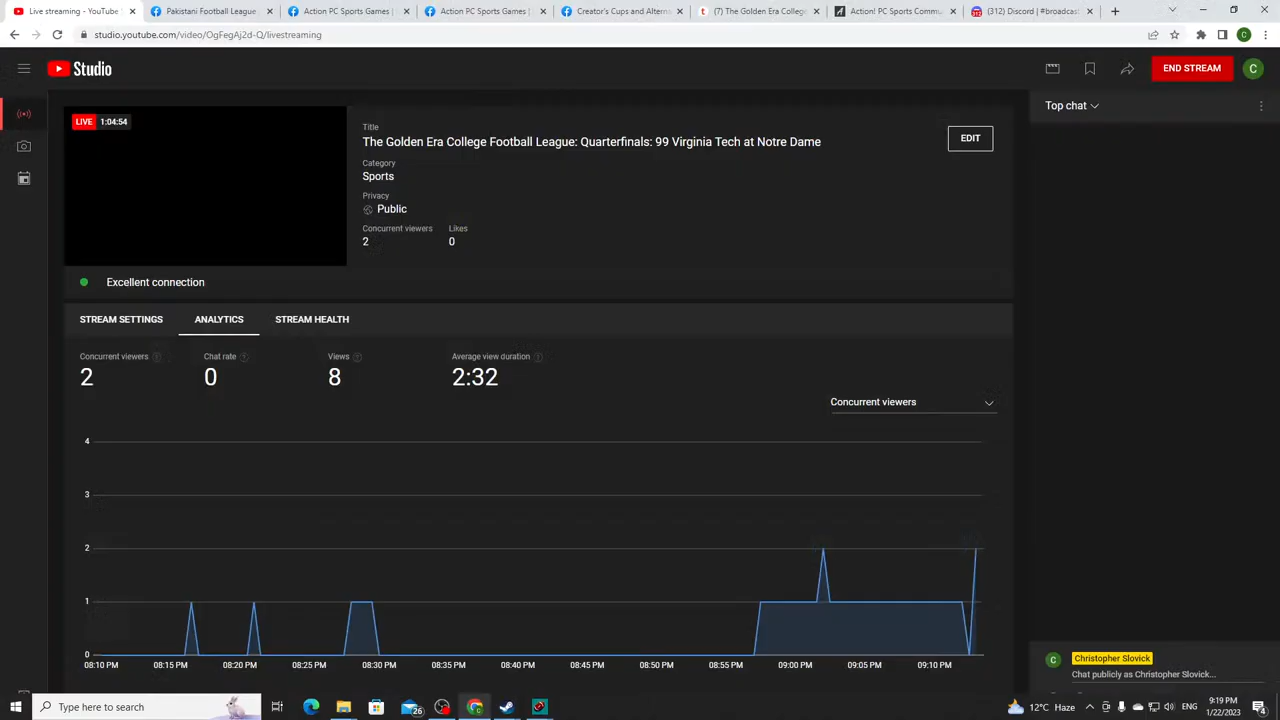 Live streaming - YouTube S
Pakistani Football League
Action PC Sports Games |
Action PC Sports Games |
Creator's Cups and Alterna
(7) The Golden Era Colleg
Action! PC Sports Commu
(312) Discord | #broadcas
studio.youtube.com/video/OgFegAj2d-Q/livestreaming
Studio
END STREAM
C
LIVE 1:04:54
Title
The Golden Era College Football League: Quarterfinals: 99 Virginia Tech at Notre Dame
EDIT
Category
Sports
Privacy
Public
Concurrent viewers
Likes
2
0
Excellent connection
STREAM SETTINGS
ANALYTICS
STREAM HEALTH
Concurrent viewers
Chat rate
Views
Average view duration
2
0
8
2:32
Concurrent viewers
4
3
2
1
0
08:10 PM
08:15 PM
08:20 PM
08:25 PM
08:30 PM
08:35 PM
08:40 PM
08:45 PM
08:50 PM
08:55 PM
09:00 PM
09:05 PM
09:10 PM
Top chat
C
Christopher Slovick
Chat publicly as Christopher Slovick...
Type here to search
26
12°C Haze
ENG
9:19 PM
1/22/2023
4